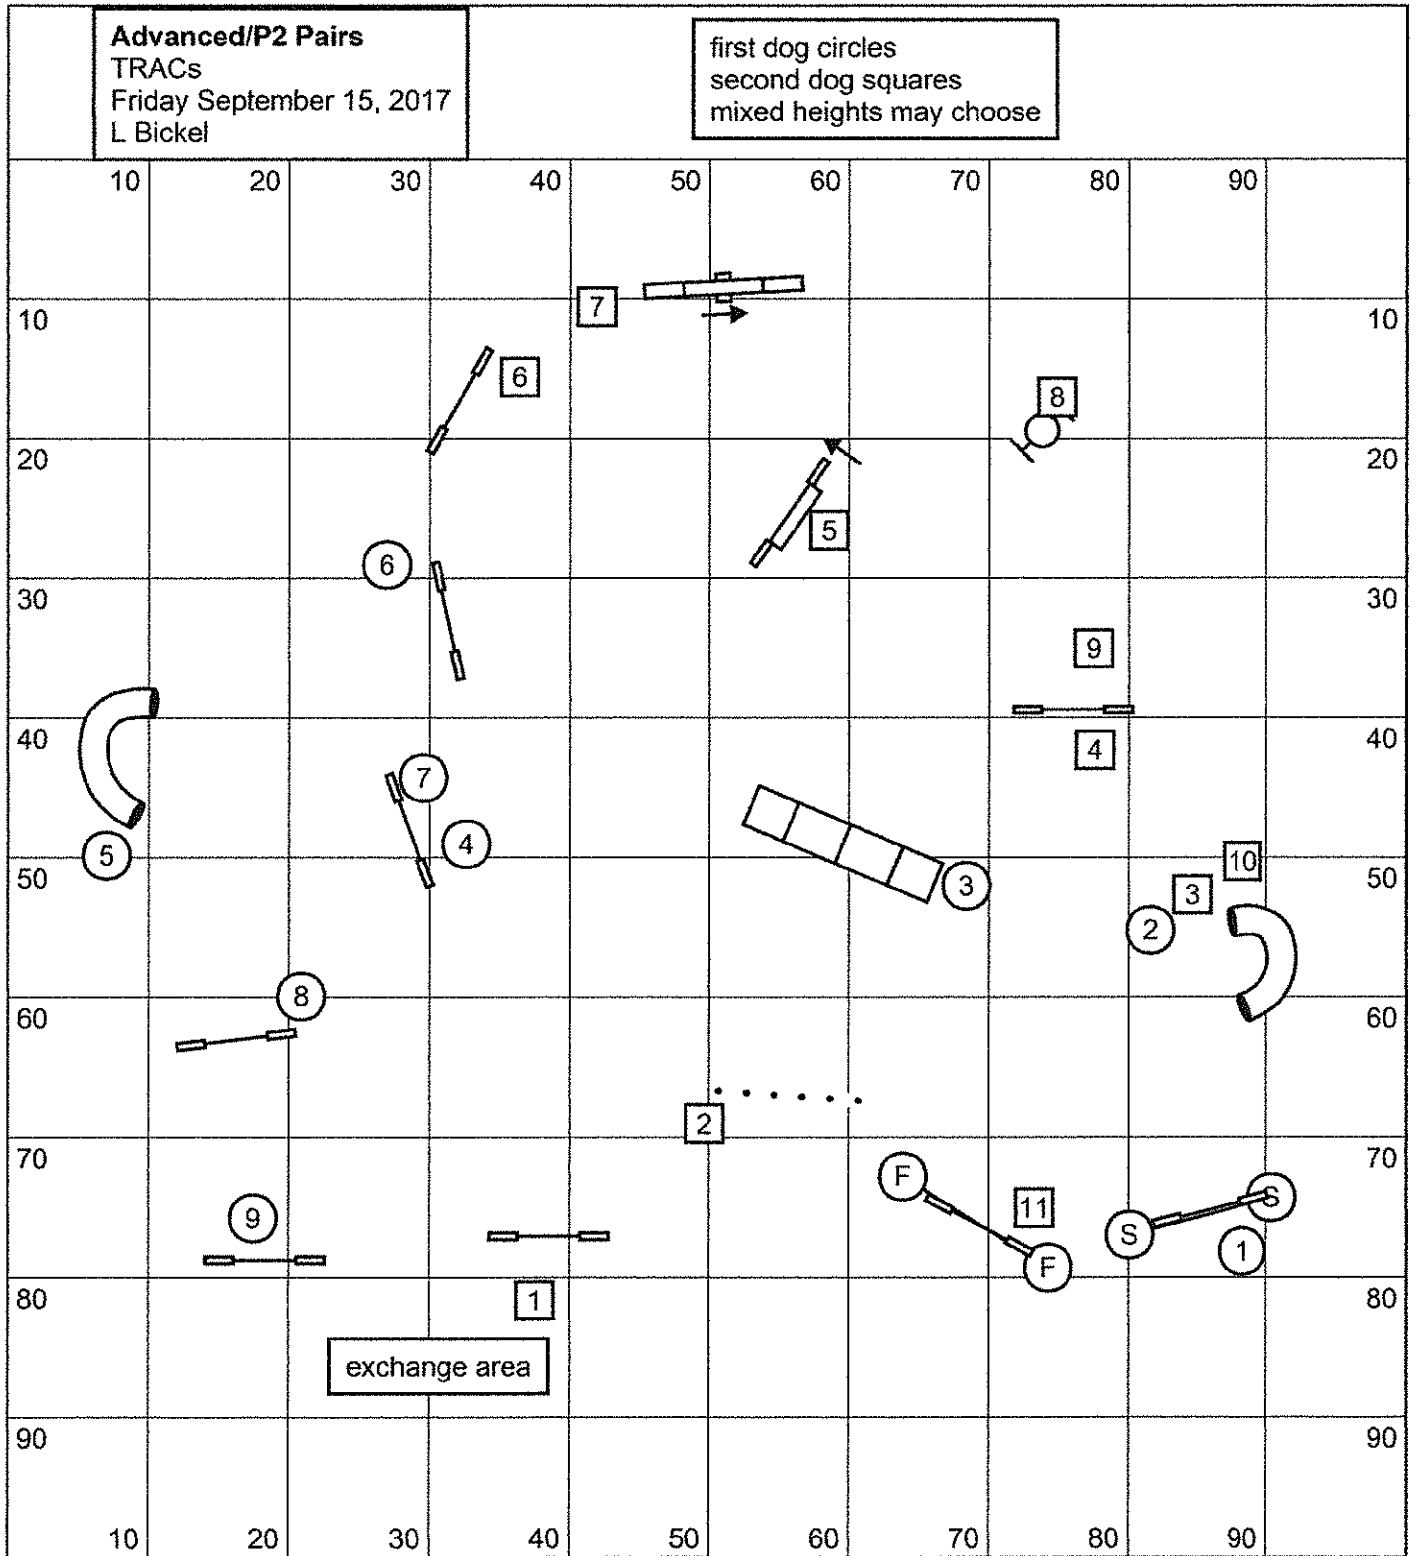 Advanced/P2 Pairs
TRACs
Friday September 15, 2017
L Bickel
first dog circles
second dog squares
mixed heights may choose
10 20 30 40 50 60 70 80 90
7
10 10
6
8
20 20
5
6
30 30
9
7
40 4 40
4
5
3
50 10 50
3
2
8
60 60
2
70 70
F
11
9
S S
1
F
80 1 80
exchange area
90 90
10 20 30 40 50 60 70 80 90